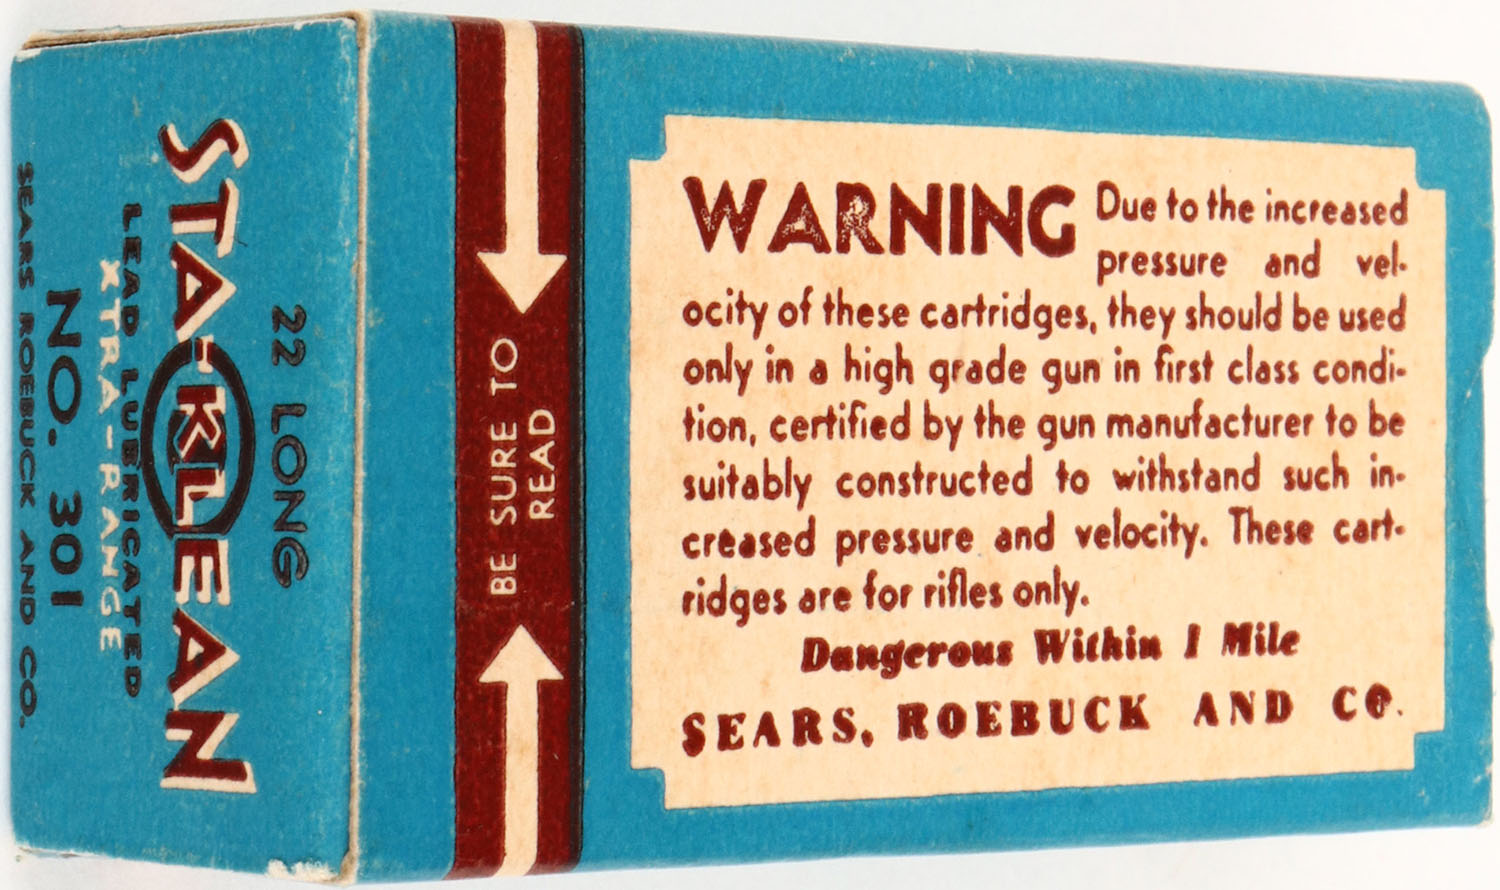 22 LONG
STA-KLEAN
LEAD LUBRICATED
XTRA-RANGE
NO. 301
SEARS ROEBUCK AND CO.
BE SURE TO
READ
WARNING Due to the increased
pressure and vel-
ocity of these cartridges, they should be used
only in a high grade gun in first class condi-
tion, certified by the gun manufacturer to be
suitably constructed to withstand such in-
creased pressure and velocity. These cart-
ridges are for rifles only.
Dangerous Within 1 Mile
SEARS, ROEBUCK AND CO.